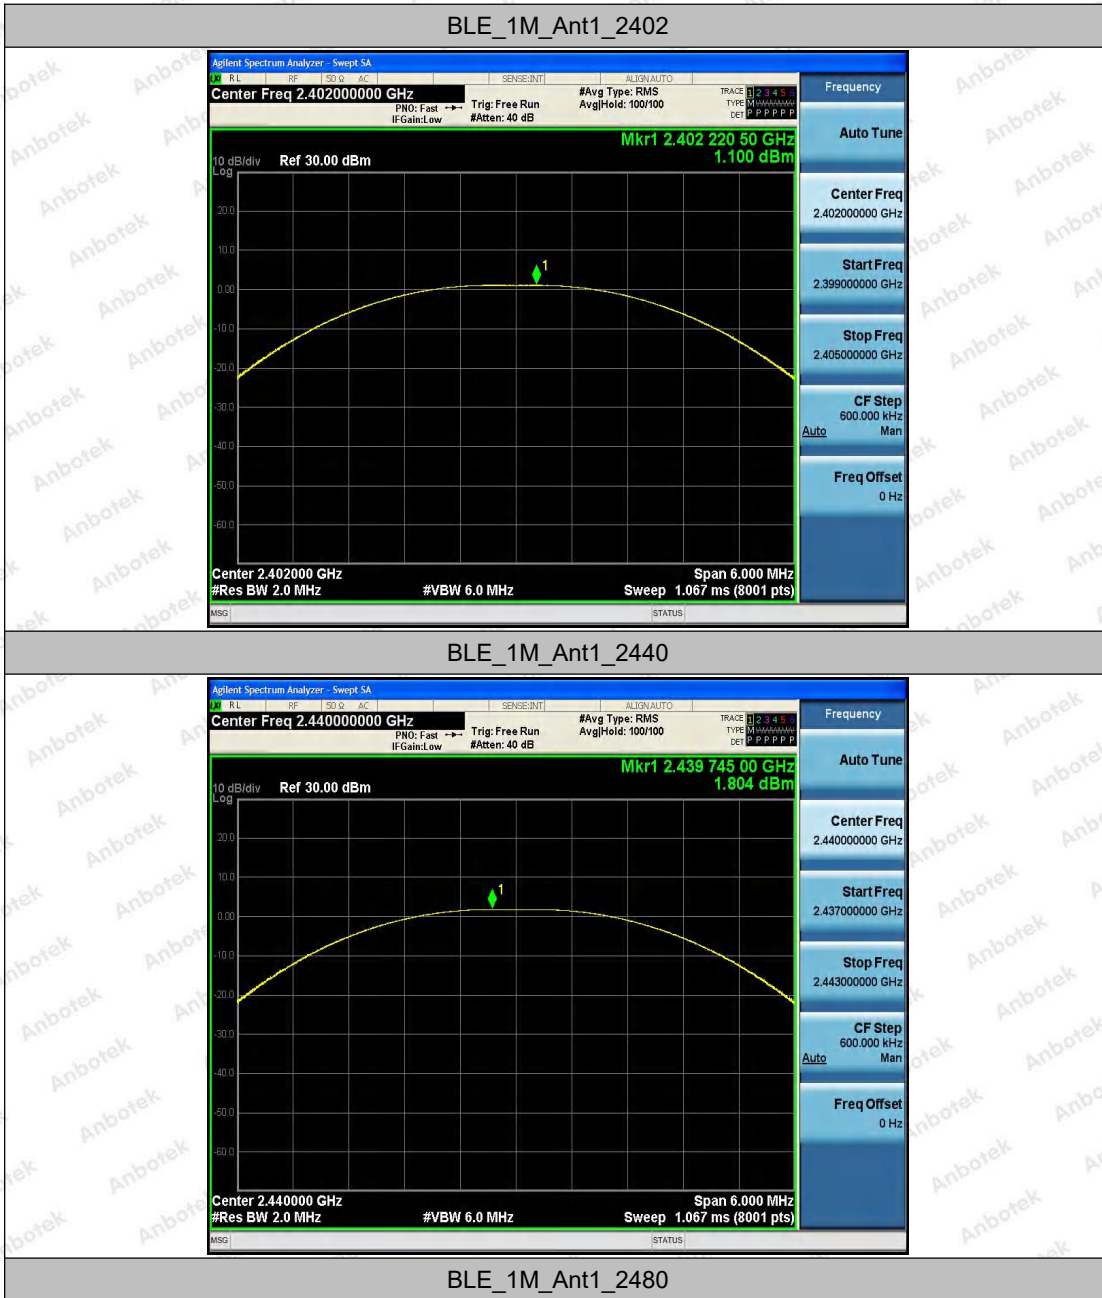 BLE_1M_Ant1_2402
Agilent Spectrum Analyzer - Swept SA
RL RF 50 Ω AC SENSE:INT ALIGN AUTO
Center Freq 2.402000000 GHz
PNO: Fast
IFGain:Low
Trig: Free Run
#Atten: 40 dB
#Avg Type: RMS
Avg|Hold: 100/100
TRACE 1 2 3 4 5 6
TYPE M
DET P P P P P P
Mkr1 2.402 220 50 GHz
1.100 dBm
10 dB/div Ref 30.00 dBm
Log
20.0
10.0
0.00
-10.0
-20.0
-30.0
-40.0
-50.0
-60.0
1
Center 2.402000 GHz Span 6.000 MHz
#Res BW 2.0 MHz #VBW 6.0 MHz Sweep 1.067 ms (8001 pts)
MSG STATUS
Frequency
Auto Tune
Center Freq
2.402000000 GHz
Start Freq
2.399000000 GHz
Stop Freq
2.405000000 GHz
CF Step
600.000 kHz
Auto Man
Freq Offset
0 Hz
BLE_1M_Ant1_2440
Agilent Spectrum Analyzer - Swept SA
RL RF 50 Ω AC SENSE:INT ALIGN AUTO
Center Freq 2.440000000 GHz
PNO: Fast
IFGain:Low
Trig: Free Run
#Atten: 40 dB
#Avg Type: RMS
Avg|Hold: 100/100
TRACE 1 2 3 4 5 6
TYPE M
DET P P P P P P
Mkr1 2.439 745 00 GHz
1.804 dBm
10 dB/div Ref 30.00 dBm
Log
20.0
10.0
0.00
-10.0
-20.0
-30.0
-40.0
-50.0
-60.0
1
Center 2.440000 GHz Span 6.000 MHz
#Res BW 2.0 MHz #VBW 6.0 MHz Sweep 1.067 ms (8001 pts)
MSG STATUS
Frequency
Auto Tune
Center Freq
2.440000000 GHz
Start Freq
2.437000000 GHz
Stop Freq
2.443000000 GHz
CF Step
600.000 kHz
Auto Man
Freq Offset
0 Hz
BLE_1M_Ant1_2480
Anbotek